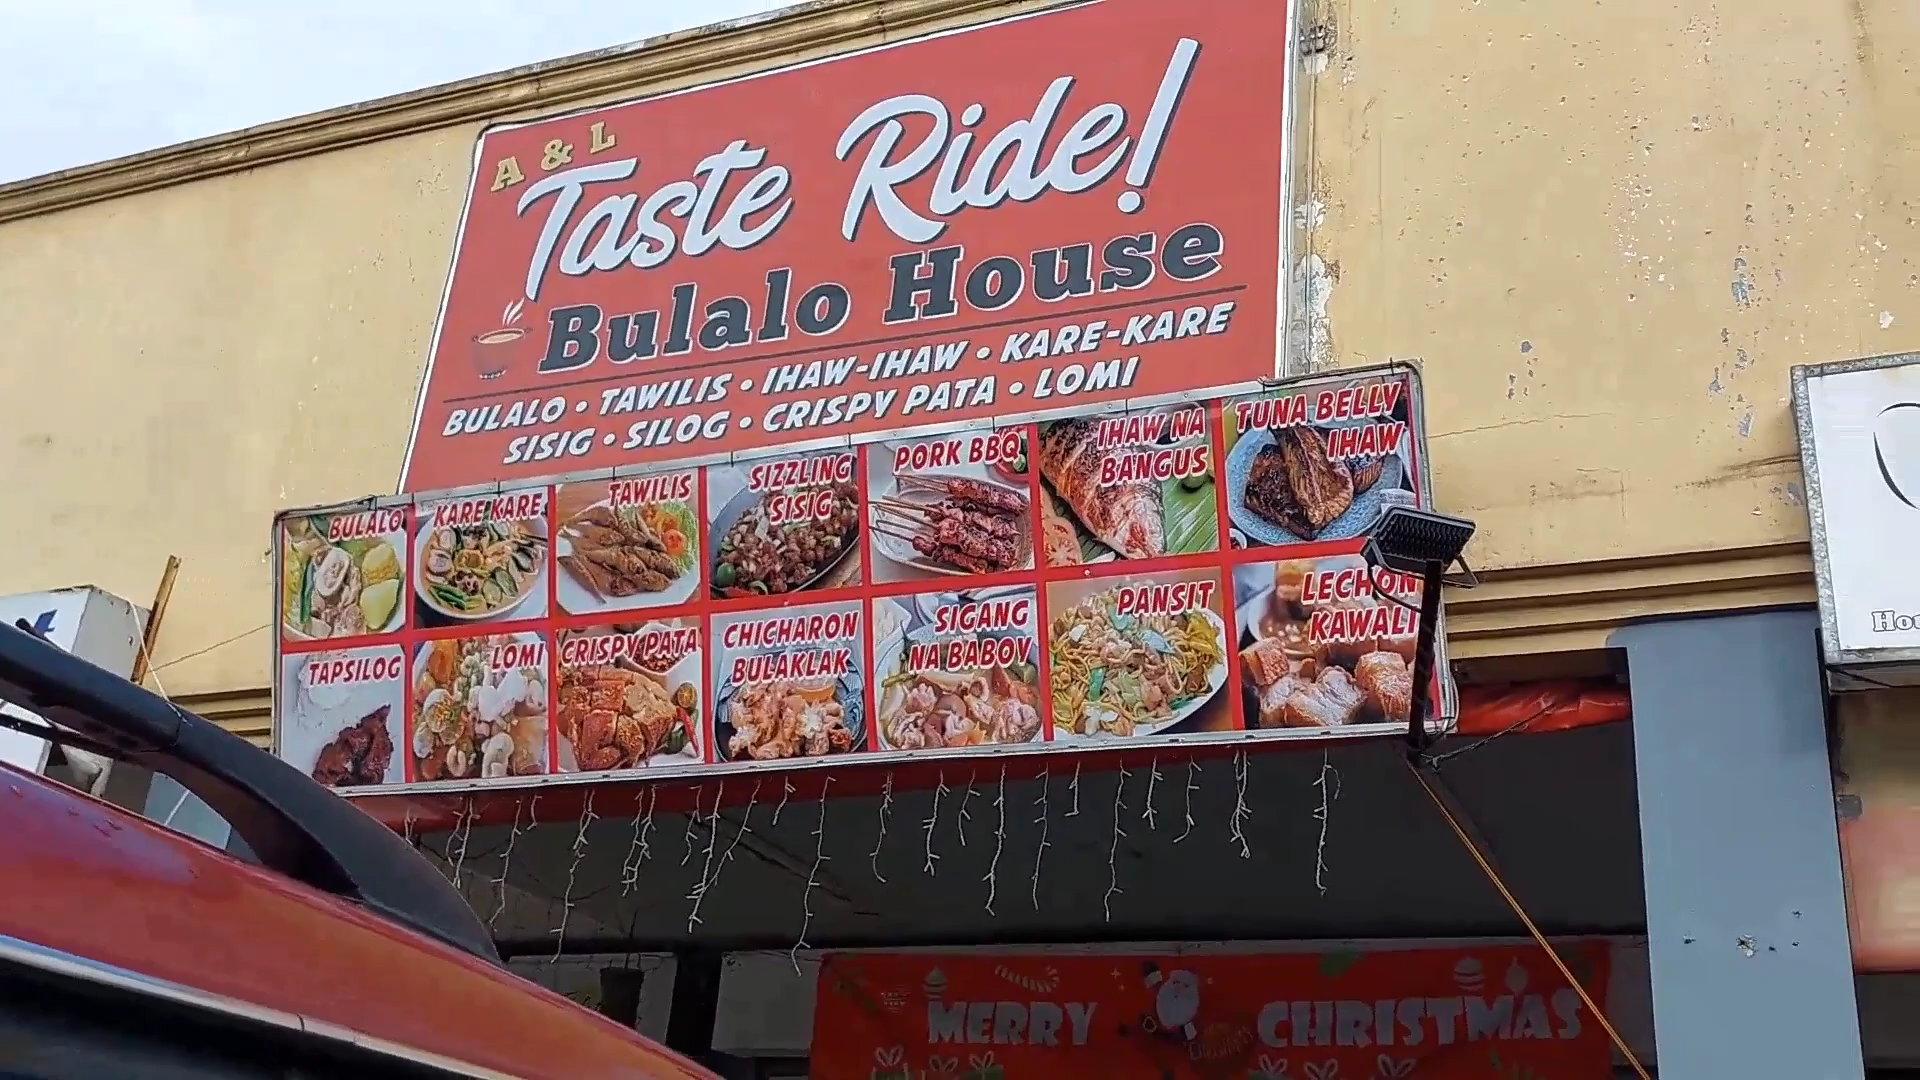 A & L
Taste Ride!
Bulalo House
BULALO • TAWILIS • IHAW-IHAW • KARE-KARE
SISIG • SILOG • CRISPY PATA • LOMI
BULALO
KARE KARE
TAWILIS
SIZZLING
SISIG
PORK BBQ
IHAW NA
BANGUS
TUNA BELLY
IHAW
TAPSILOG
LOMI
CRISPY PATA
CHICHARON
BULAKLAK
SIGANG
NA BABOY
PANSIT
LECHON
KAWALI
MERRY CHRISTMAS